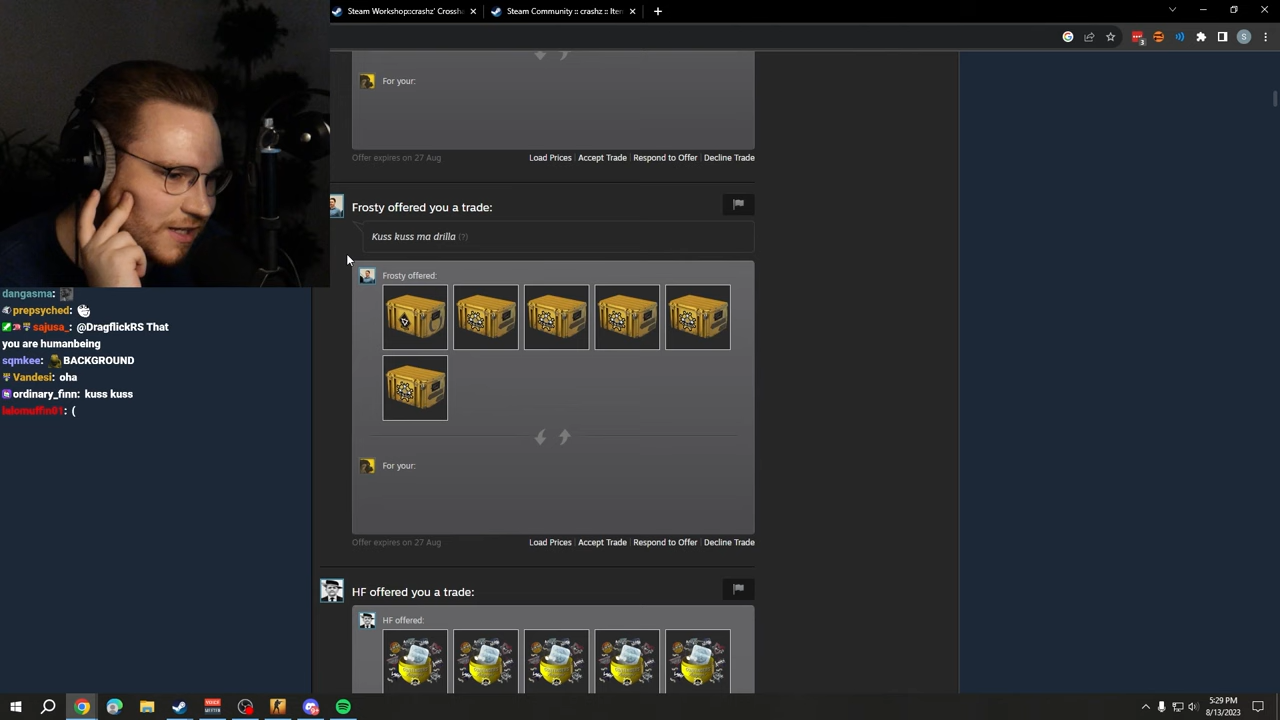 Steam Workshop::crashz' Crossha
Steam Community :: crashz :: Iter
3
S
For your:
Offer expires on 27 Aug
Load Prices | Accept Trade | Respond to Offer | Decline Trade
Frosty offered you a trade:
Kuss kuss ma drilla (?)
Frosty offered:
For your:
Offer expires on 27 Aug
Load Prices | Accept Trade | Respond to Offer | Decline Trade
HF offered you a trade:
HF offered:
dangasma:
prepsyched:
sajusa_: @DragflickRS That
you are humanbeing
sqmkee: BACKGROUND
Vandesi: oha
ordinary_finn: kuss kuss
: (
5:29 PM
8/13/2023